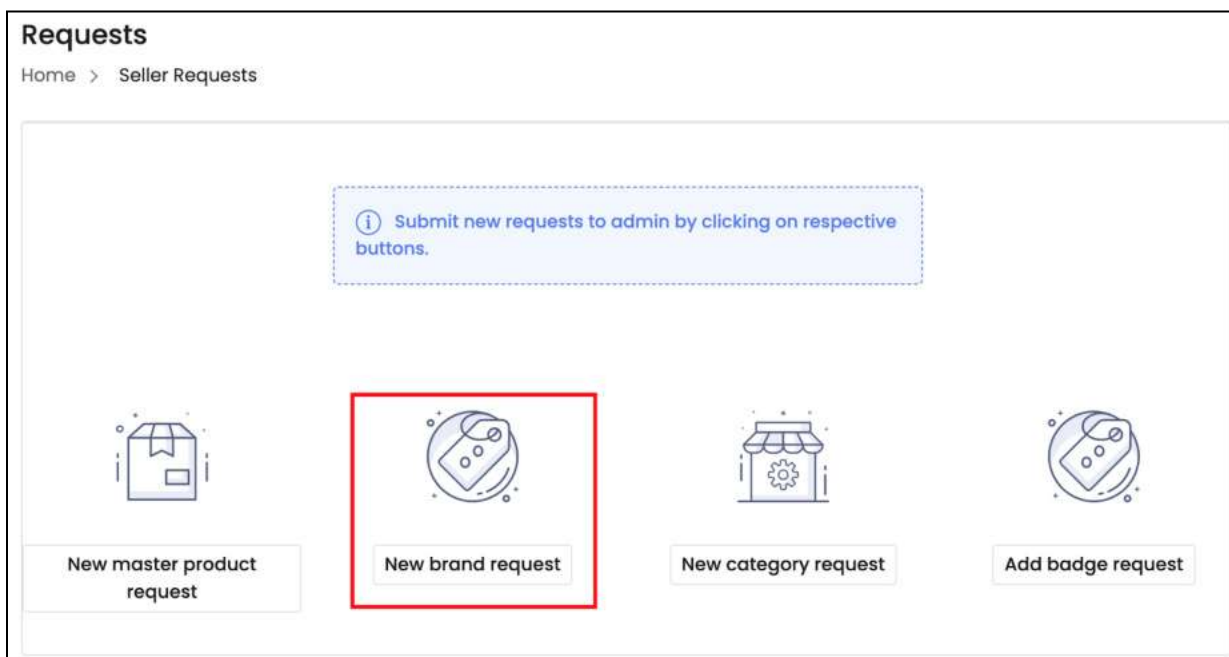 Requests
Home > Seller Requests
Submit new requests to admin by clicking on respective
buttons.
New master product
request
New brand request
New category request
Add badge request